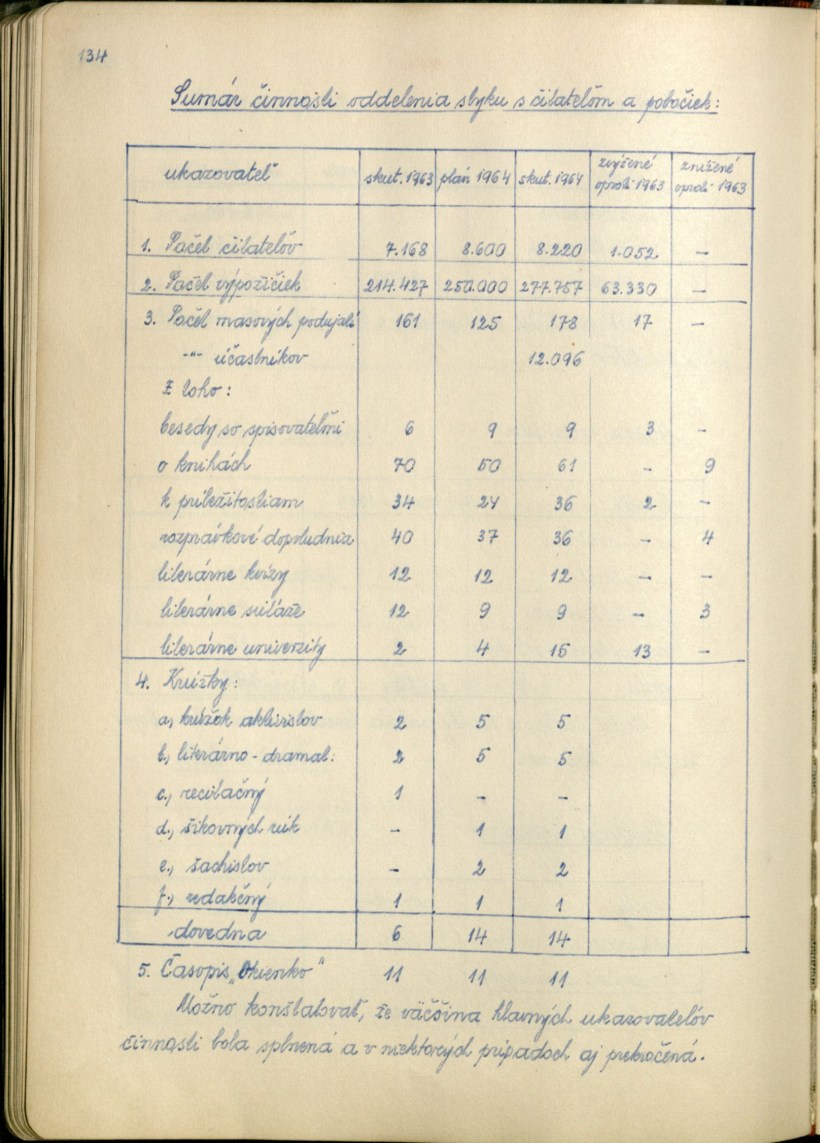 134
Sumár činnosti oddelenia styku s čitateľom a pobočiek:
ukazovateľ skut. 1963 plán 1964 skut. 1964 zvýšené oproti 1963 znížené oproti 1963
1. Počet čitateľov 7.168 8.600 8.220 1.052 –
2. Počet výpožičiek 214.427 250.000 277.757 63.330 –
3. Počet masových podujatí 161 125 178 17 –
-"- účastníkov 12.096
Z toho:
besedy so spisovateľmi 6 9 9 3 –
o knihách 70 50 61 – 9
k príležitostiam 34 24 36 2 –
rozprávkové dopoludnia 40 37 36 – 4
literárne kvízy 12 12 12 – –
literárne súťaže 12 9 9 – 3
literárne univerzity 2 4 15 13 –
4. Krúžky:
a, krúžok aktivistov 2 5 5
b, literárno-dramat: 2 5 5
c., recitačný 1 – –
d., šikovných rúk – 1 1
e., šachistov – 2 2
f., redakčný 1 1 1
dovedna 6 14 14
5. Časopis „Okienko" 11 11 11
Možno konštatovať, že väčšina hlavných ukazovateľov
činnosti bola splnená a v niektorých prípadoch aj prekročená.